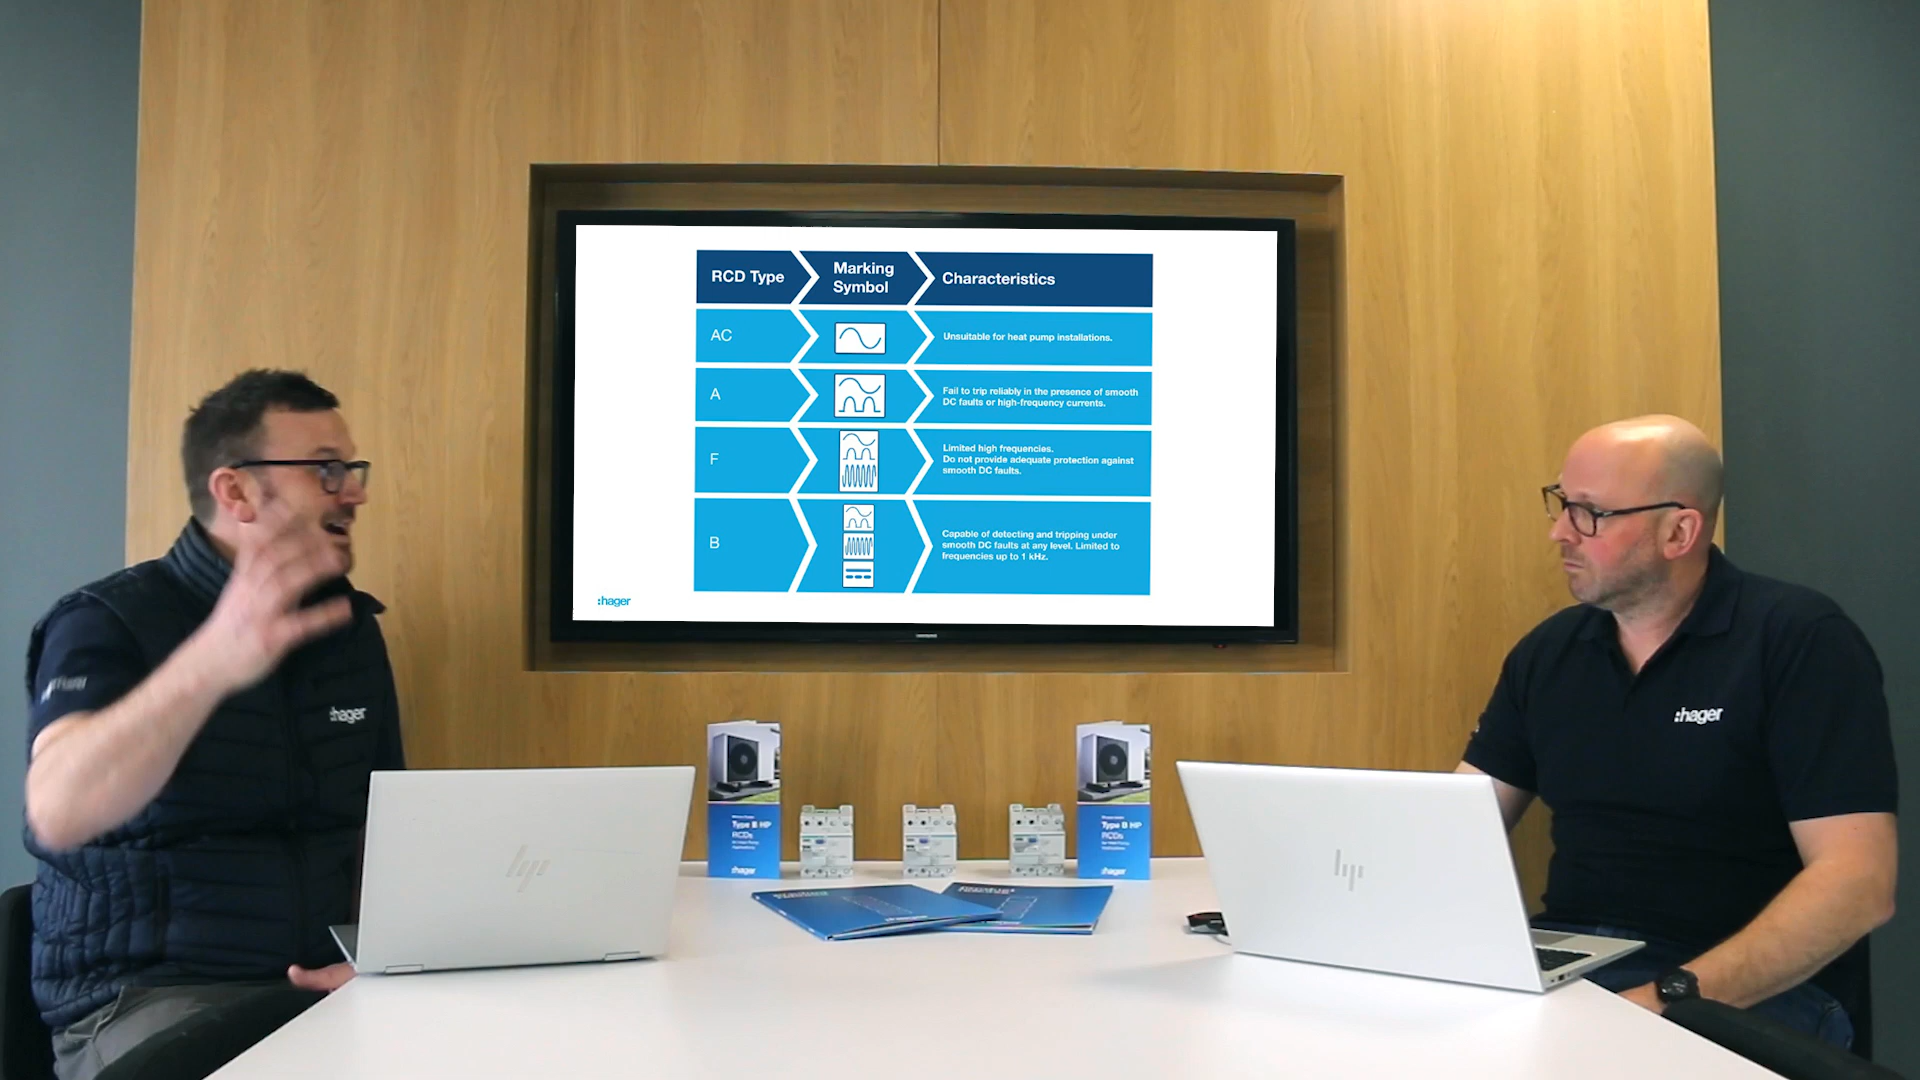 RCD Type
Marking
Symbol
Characteristics
AC
Unsuitable for heat pump installations.
A
Fail to trip reliably in the presence of smooth
DC faults or high-frequency currents.
F
Limited high frequencies.
Do not provide adequate protection against
smooth DC faults.
B
Capable of detecting and tripping under
smooth DC faults at any level. Limited to
frequencies up to 1 kHz.
:hager
:hager
:hager
Type B HP
RCDs
:hager
Type B HP
RCDs
:hager
hp
hp